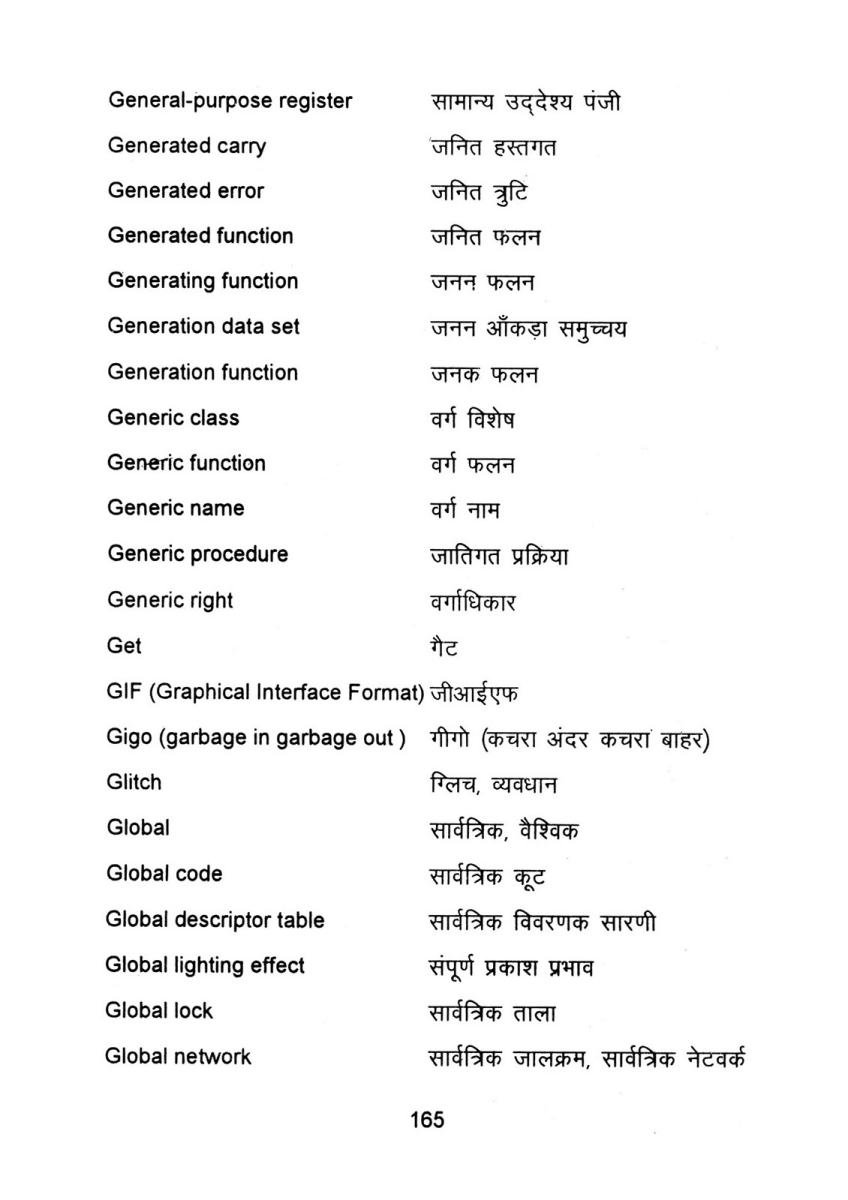 General-purpose register सामान्य उद्देश्य पंजी
Generated carry जनित हस्तगत
Generated error जनित त्रुटि
Generated function जनित फलन
Generating function जनन फलन
Generation data set जनन आँकड़ा समुच्चय
Generation function जनक फलन
Generic class वर्ग विशेष
Generic function वर्ग फलन
Generic name वर्ग नाम
Generic procedure जातिगत प्रक्रिया
Generic right वर्गाधिकार
Get गैट
GIF (Graphical Interface Format) जीआईएफ
Gigo (garbage in garbage out ) गीगो (कचरा अंदर कचरा बाहर)
Glitch ग्लिच, व्यवधान
Global सार्वत्रिक, वैश्विक
Global code सार्वत्रिक कूट
Global descriptor table सार्वत्रिक विवरणक सारणी
Global lighting effect संपूर्ण प्रकाश प्रभाव
Global lock सार्वत्रिक ताला
Global network सार्वत्रिक जालक्रम, सार्वत्रिक नेटवर्क
165